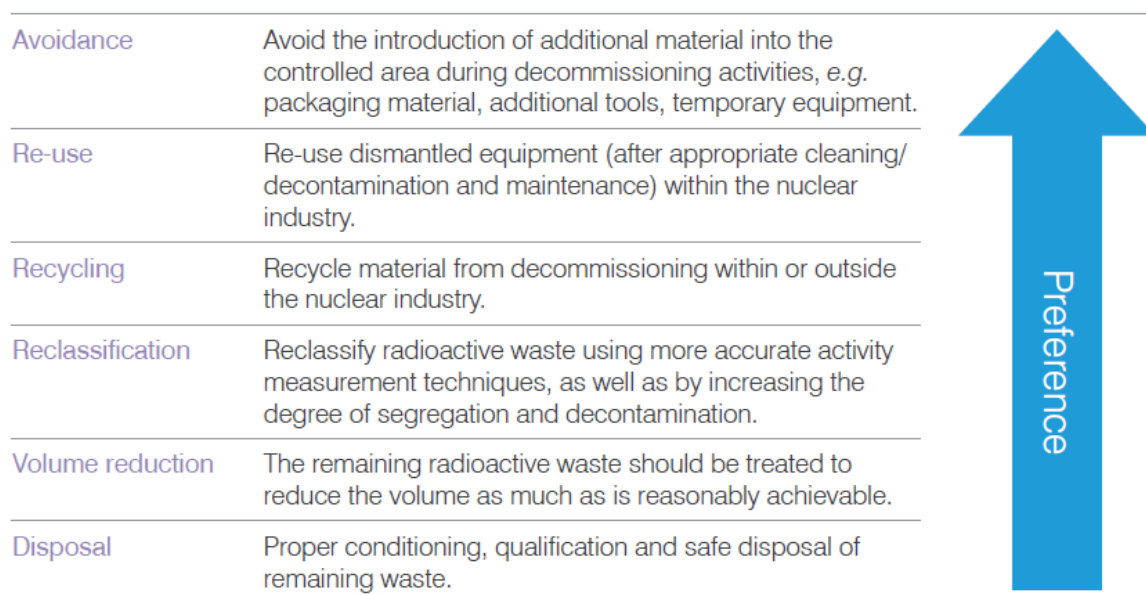 Avoidance
Avoid the introduction of additional material into the
controlled area during decommissioning activities, e.g.
packaging material, additional tools, temporary equipment.
Re-use
Re-use dismantled equipment (after appropriate cleaning/
decontamination and maintenance) within the nuclear
industry.
Recycling
Recycle material from decommissioning within or outside
the nuclear industry.
Reclassification
Reclassify radioactive waste using more accurate activity
measurement techniques, as well as by increasing the
degree of segregation and decontamination.
Volume reduction
The remaining radioactive waste should be treated to
reduce the volume as much as is reasonably achievable.
Disposal
Proper conditioning, qualification and safe disposal of
remaining waste.
Preference